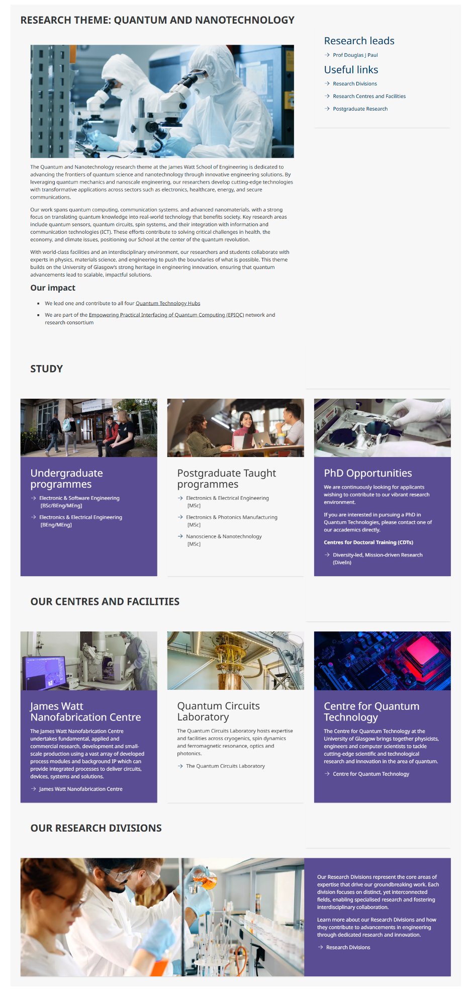 RESEARCH THEME: QUANTUM AND NANOTECHNOLOGY
The Quantum and Nanotechnology research theme at the James Watt School of Engineering is dedicated to
advancing the frontiers of quantum science and nanotechnology through innovative engineering solutions. By
leveraging quantum mechanics and nanoscale engineering, our researchers develop cutting-edge technologies
with transformative applications across sectors such as electronics, healthcare, energy, and secure
communications.
Our work spans quantum computing, communication systems. and advanced nanomaterials. with a strong
focus on translating quantum knowledge into real-world technology that benefits society. Key research areas
include quantum sensors, quantum circuits, spin systems, and their integration with information and
communication technologies (ICT). These efforts contribute to solving critical challenges in health, the
economy, and climate issues, positioning our School at the center of the quantum revolution.
With world-class facilities and an interdisciplinary environment, our researchers and students collaborate with
experts in physics, materials science, and engineering to push the boundaries of what is possible. This theme
builds on the University of Glasgow's strong heritage in engineering innovation, ensuring that quantum
advancements lead to scalable, impactful solutions.
Our impact
We lead one and contribute to all four Quantum Technology Hubs
We are part of the Empowering Practical Interfacing of Quantum Computing (EPIQC) network and
research consortium
Research leads
Prof Douglas J Paul
Useful links
Research Divisions
Research Centres and Facilities
Postgraduate Research
STUDY
Undergraduate
programmes
Electronic & Software Engineering
[BSc/BEng/MEng]
Electronics & Electrical Engineering
[BEng/MEng]
Postgraduate Taught
programmes
Electronics & Electrical Engineering
[MSc]
Electronics & Photonics Manufacturing
[MSc]
Nanoscience & Nanotechnology
[MSc]
PhD Opportunities
We are continuously looking for applicants
wishing to contribute to our vibrant research
environment.
If you are interested in pursuing a PhD in
Quantum Technologies, please contact one of
our accademics directly.
Centres for Doctoral Training (CDTs)
Diversity-led, Mission-driven Research
(DiveIn)
OUR CENTRES AND FACILITIES
James Watt
Nanofabrication Centre
The James Watt Nanofabrication Centre
undertakes fundamental, applied and
commercial research, development and small-
scale production using a vast array of developed
process modules and background IP which can
provide integrated processes to deliver circuits,
devices, systems and solutions.
James Watt Nanofabrication Centre
Quantum Circuits
Laboratory
The Quantum Circuits Laboratory hosts expertise
and facilities across cryogenics, spin dynamics
and ferromagnetic resonance, optics and
photonics.
The Quantum Circuits Laboratory
Centre for Quantum
Technology
The Centre for Quantum Technology at the
University of Glasgow brings together physicists,
engineers and computer scientists to tackle
cutting-edge scientific and technological
research and innovation in the area of quantum.
Centre for Quantum Technology
OUR RESEARCH DIVISIONS
Our Research Divisions represent the core areas of
expertise that drive our groundbreaking work. Each
division focuses on distinct, yet interconnected
fields, enabling specialised research and fostering
interdisciplinary collaboration.
Learn more about our Research Divisions and how
they contribute to advancements in engineering
through dedicated research and innovation.
Research Divisions